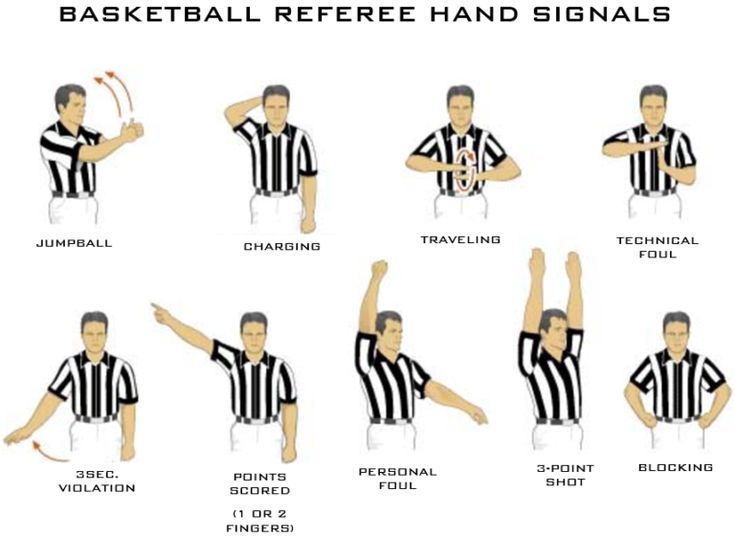 BASKETBALL REFEREE HAND SIGNALS
JUMPBALL
CHARGING
TRAVELING
TECHNICAL
FOUL
3SEC.
VIOLATION
POINTS
SCORED
(1 OR 2
FINGERS)
PERSONAL
FOUL
3-POINT
SHOT
BLOCKING